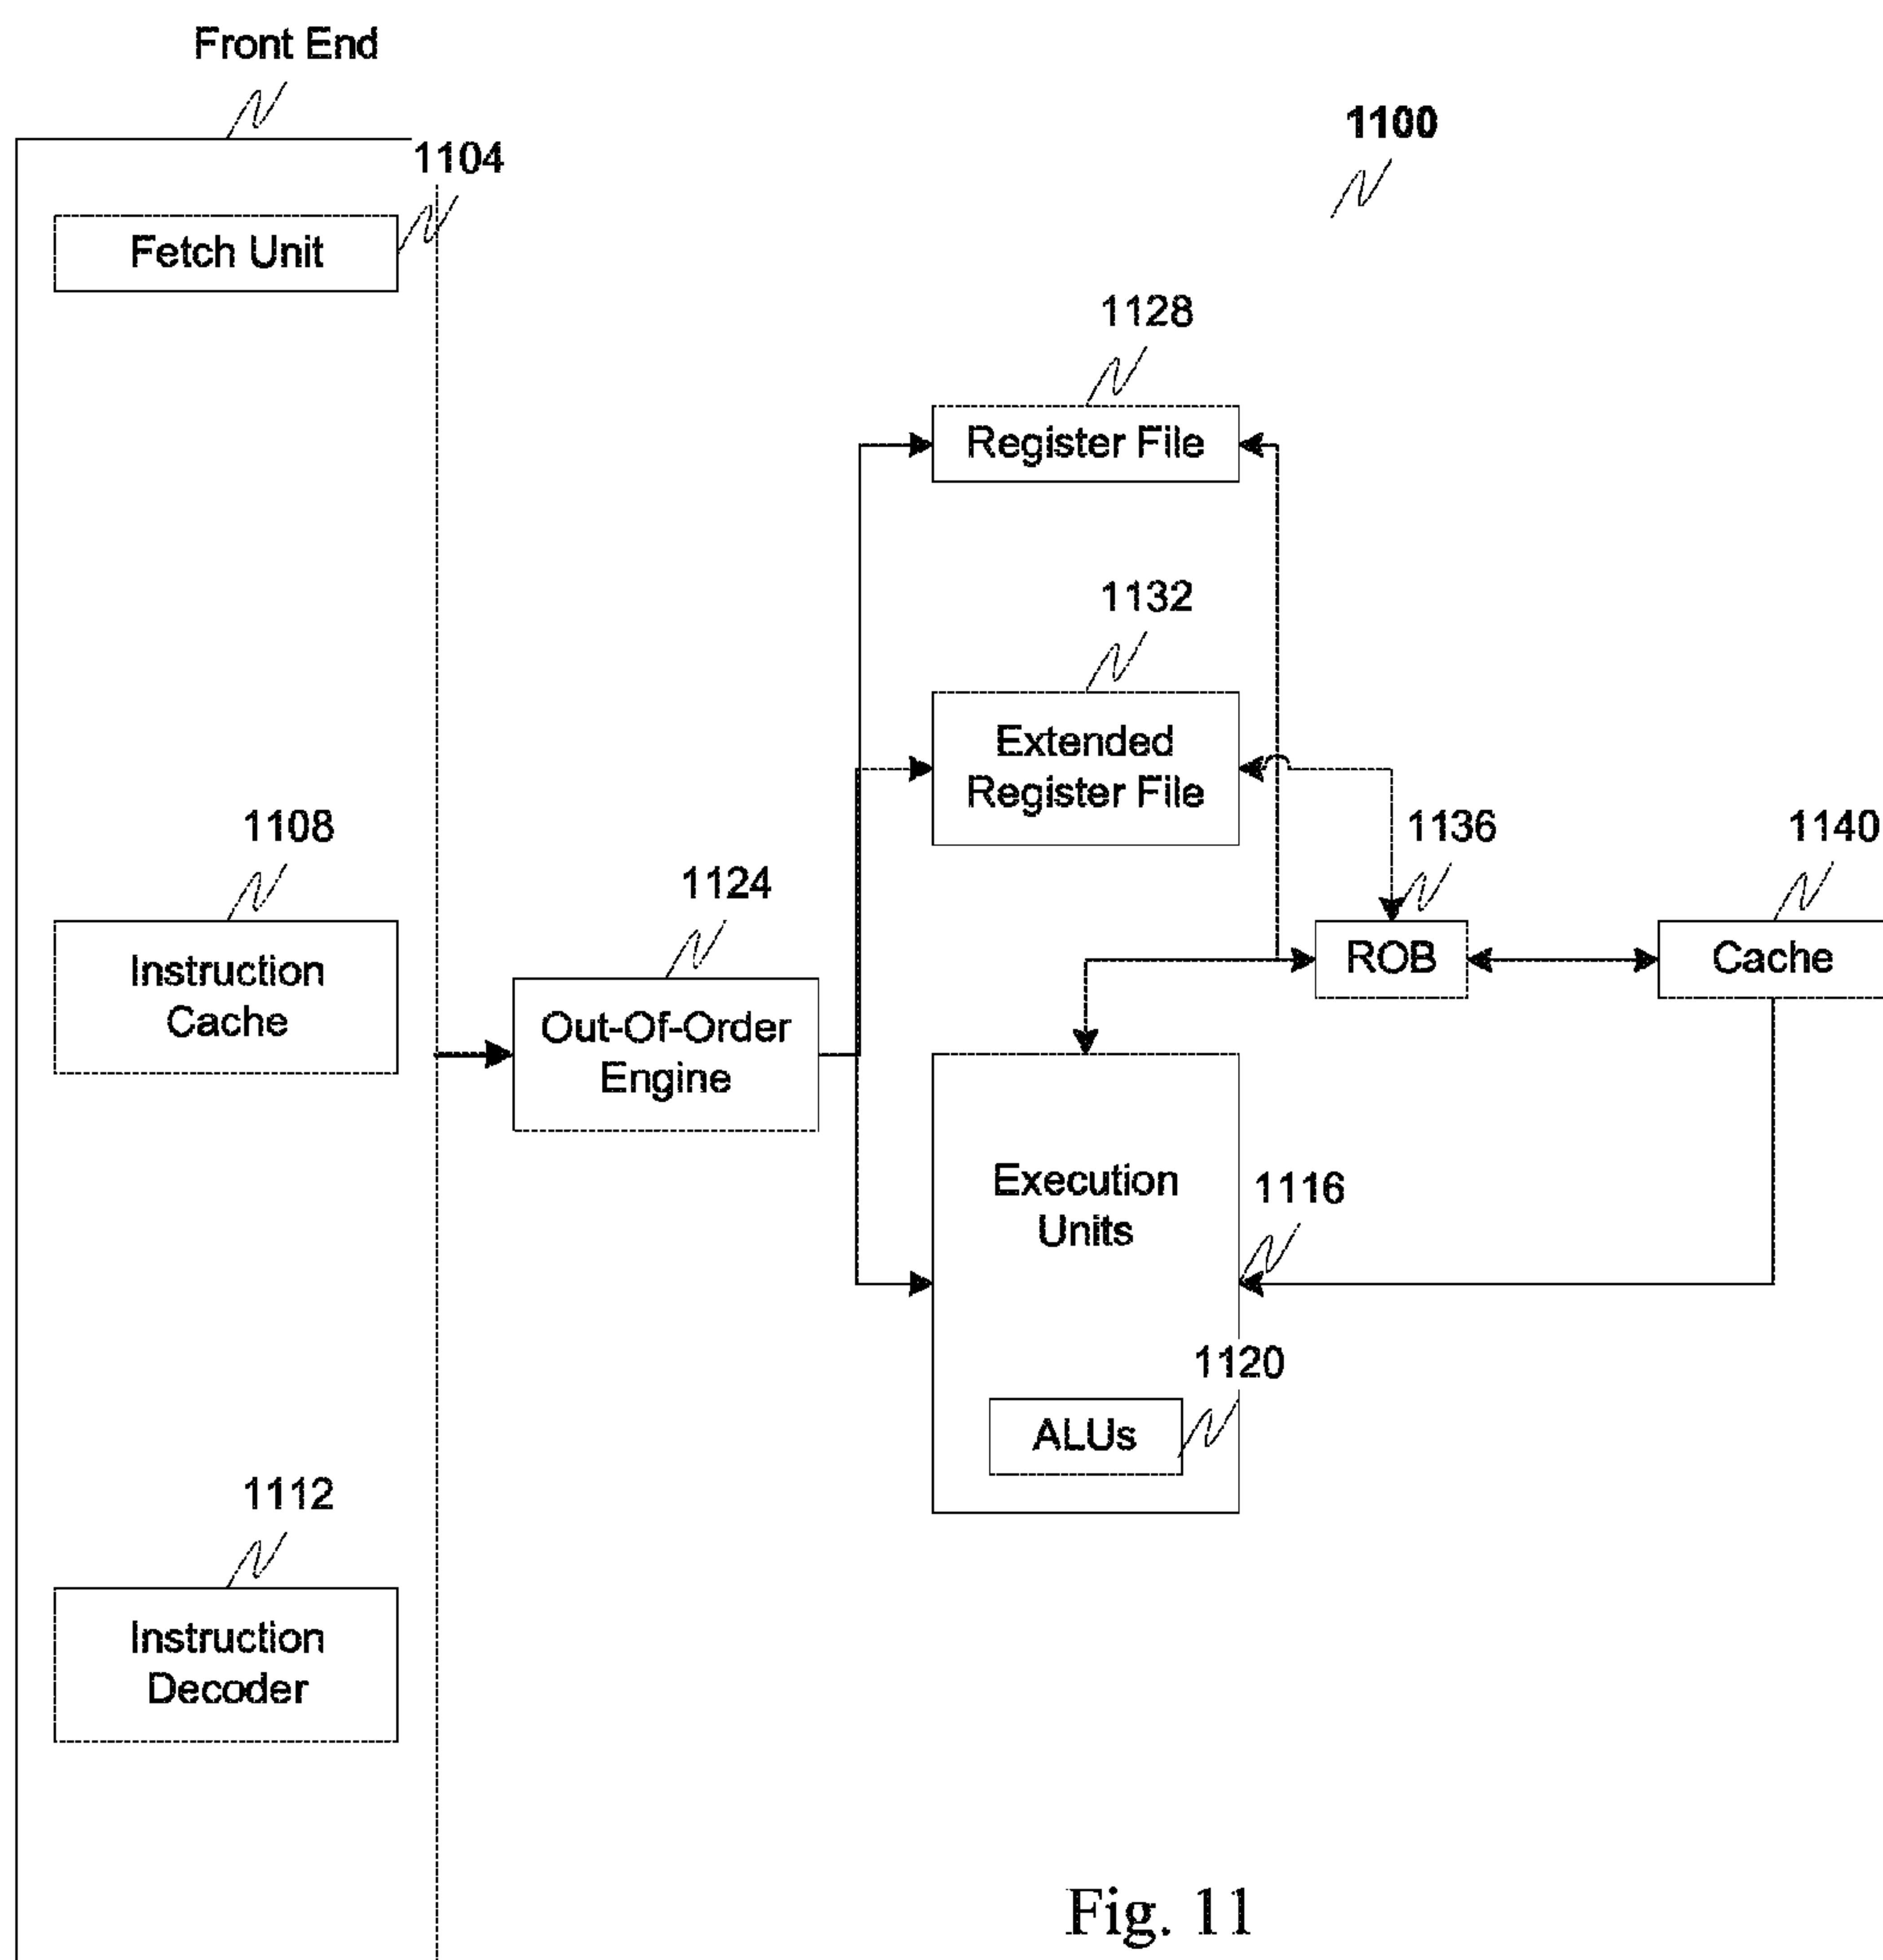 Front End
1100
1104
Fetch Unit
1128
Register File
1132
Extended
Register File
1108
1136
1140
1124
Instruction
Cache
ROB
Cache
Out-Of-Order
Engine
Execution
Units
1116
1120
ALUs
1112
Instruction
Decoder
Fig. 11